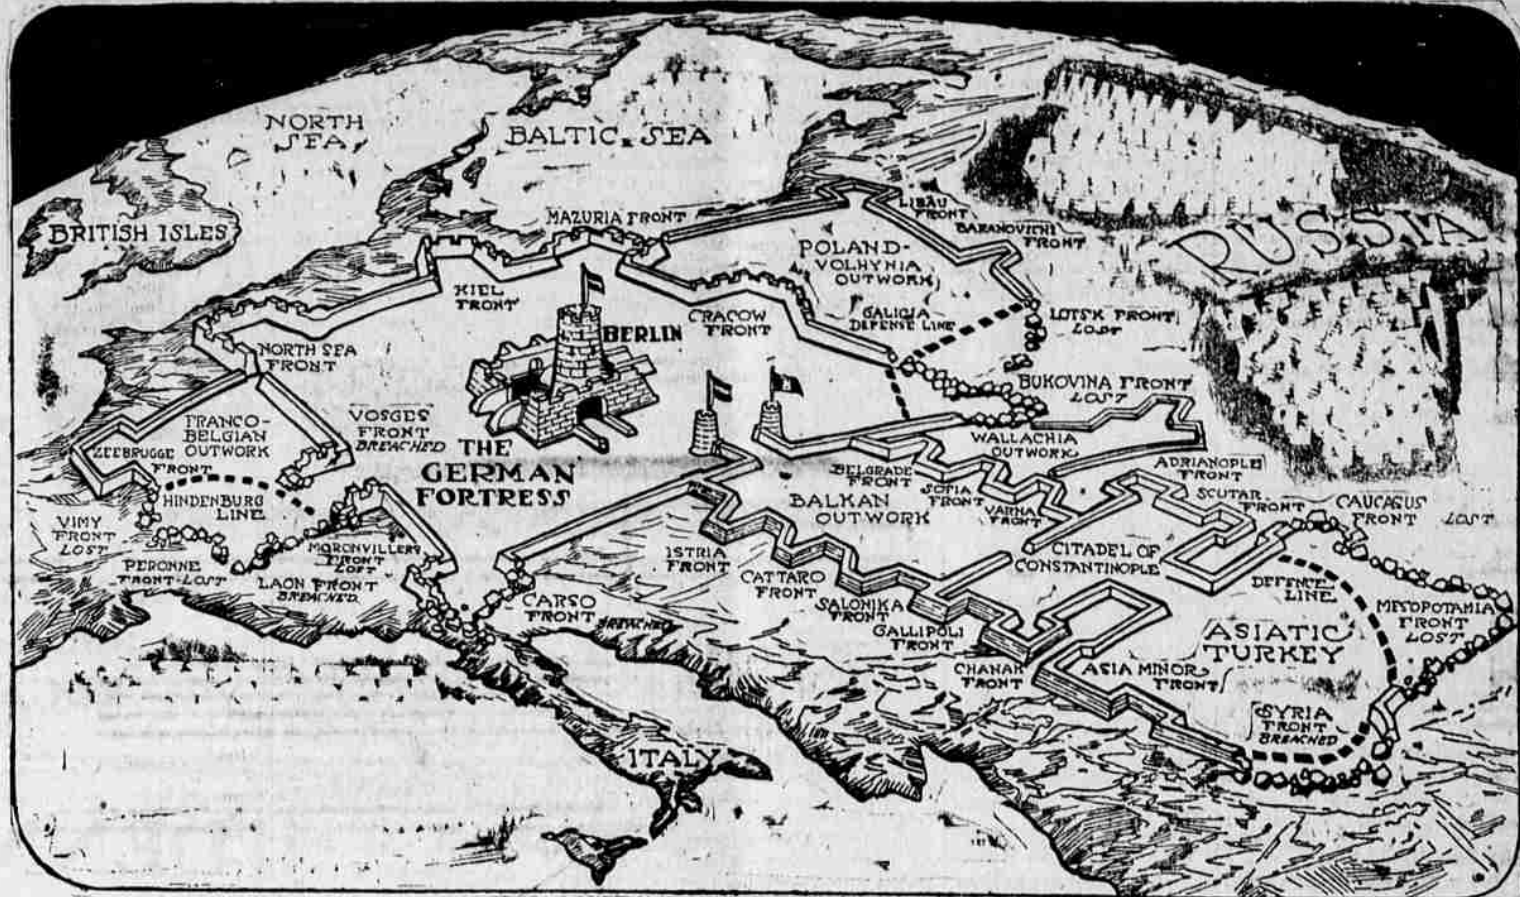 NORTH
SEA
BALTIC SEA
BRITISH ISLES
MAZURIA FRONT
LIBAU
FRONT
BARANOVICHI
FRONT
RUSSIA
POLAND-
VOLHYNIA
OUTWORK
KIEL
FRONT
CRACOW
FRONT
GALICIA
DEFENSE LINE
LOTSK FRONT
LOST
BERLIN
NORTH SEA
FRONT
BUKOVINA FRONT
LOST
FRANCO-
BELGIAN
OUTWORK
VOSGES
FRONT
BREACHED
ZEEBRUGGE
FRONT
THE
GERMAN
FORTRESS
WALLACHIA
OUTWORK
BELGRADE
FRONT
SOFIA
FRONT
VARNA
FRONT
ADRIANOPLE
FRONT
SCUTARI
FRONT
CAUCASUS
FRONT LOST
HINDENBURG
LINE
BALKAN
OUTWORK
VIMY
FRONT
LOST
PERONNE
FRONT-LOST
MORONVILLERS
FRONT
LOST
LAON FRONT
BREACHED
ISTRIA
FRONT
CATTARO
FRONT
CITADEL OF
CONSTANTINOPLE
DEFENCE
LINE
MESOPOTAMIA
FRONT
LOST
CARSO
FRONT
BREACHED
SALONIKA
FRONT
GALLIPOLI
FRONT
CHANAK
FRONT
ASIA MINOR
FRONT
ASIATIC
TURKEY
SYRIA
FRONT
BREACHED
ITALY